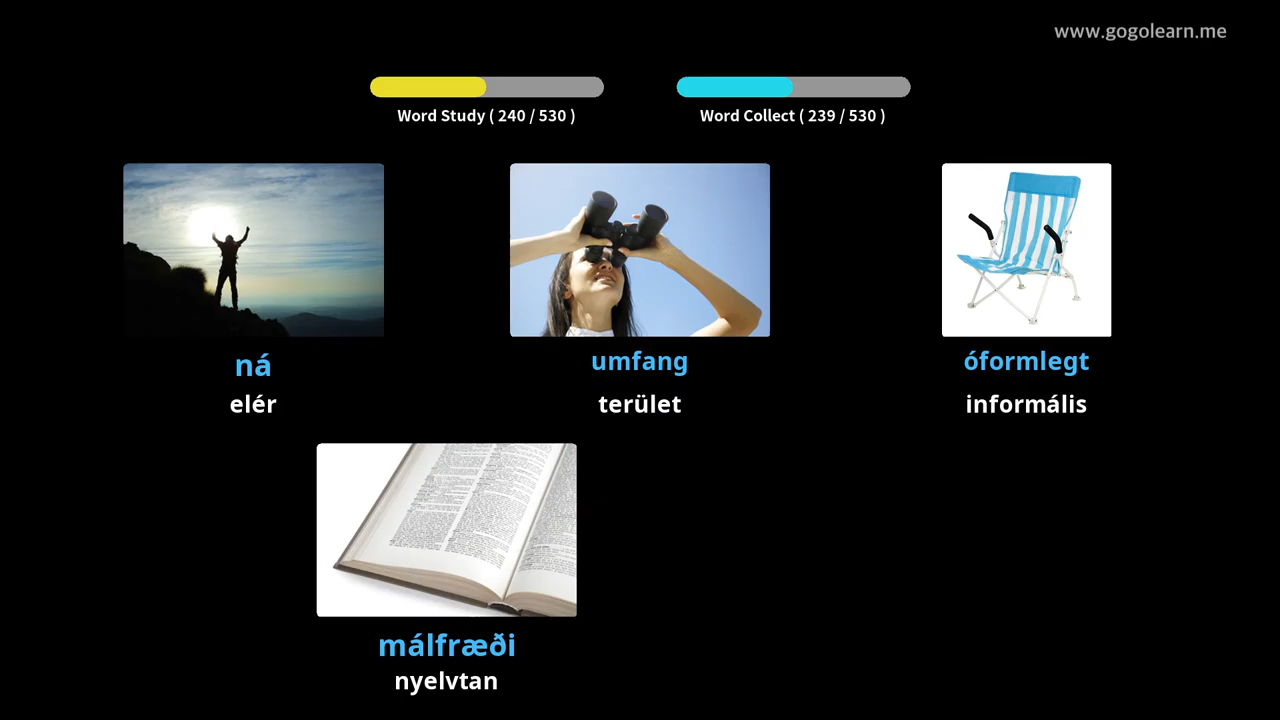 www.gogolearn.me
Word Study ( 240 / 530 )
Word Collect ( 239 / 530 )
ná
elér
umfang
terület
óformlegt
informális
málfræði
nyelvtan